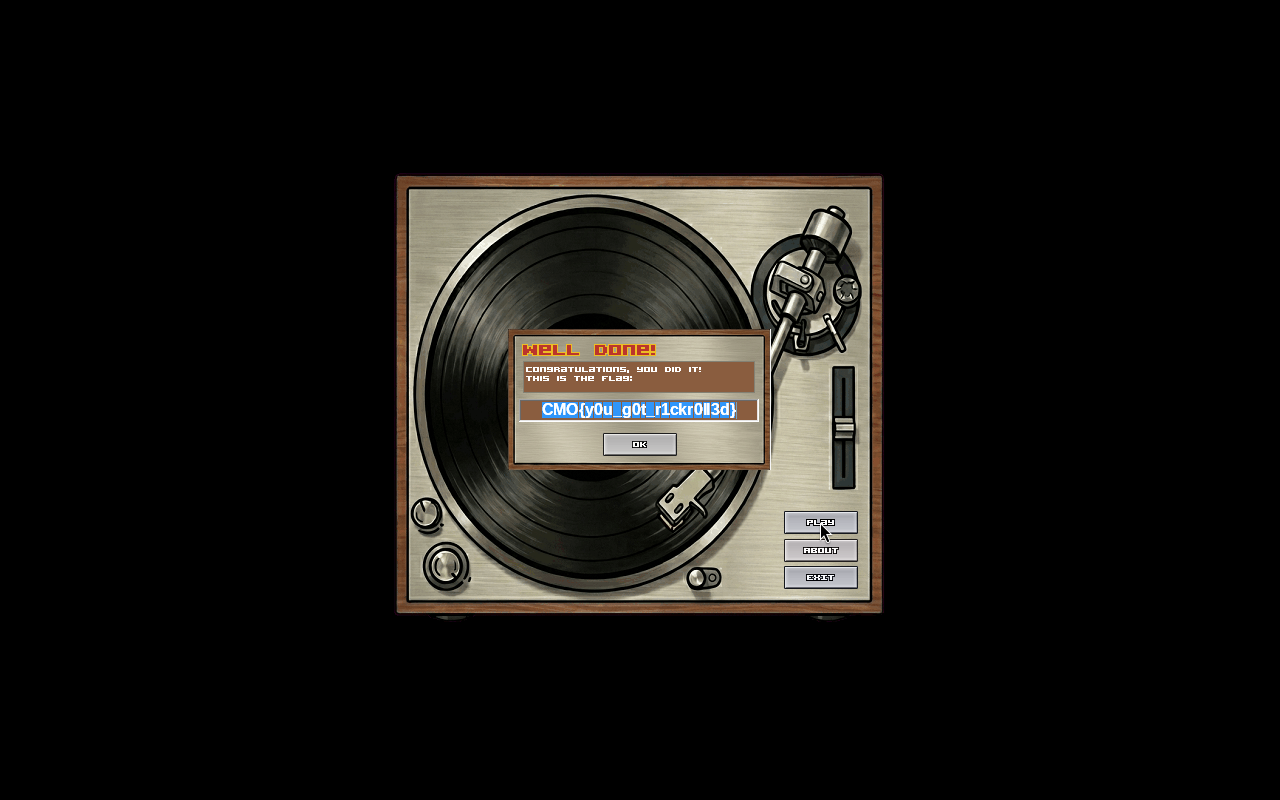 WELL DONE!
CONGRATULATIONS, YOU DID IT!
THIS IS THE FLAG:
CMO{y0u_g0t_r1ckr0ll3d}
OK
PLAY
ABOUT
EXIT